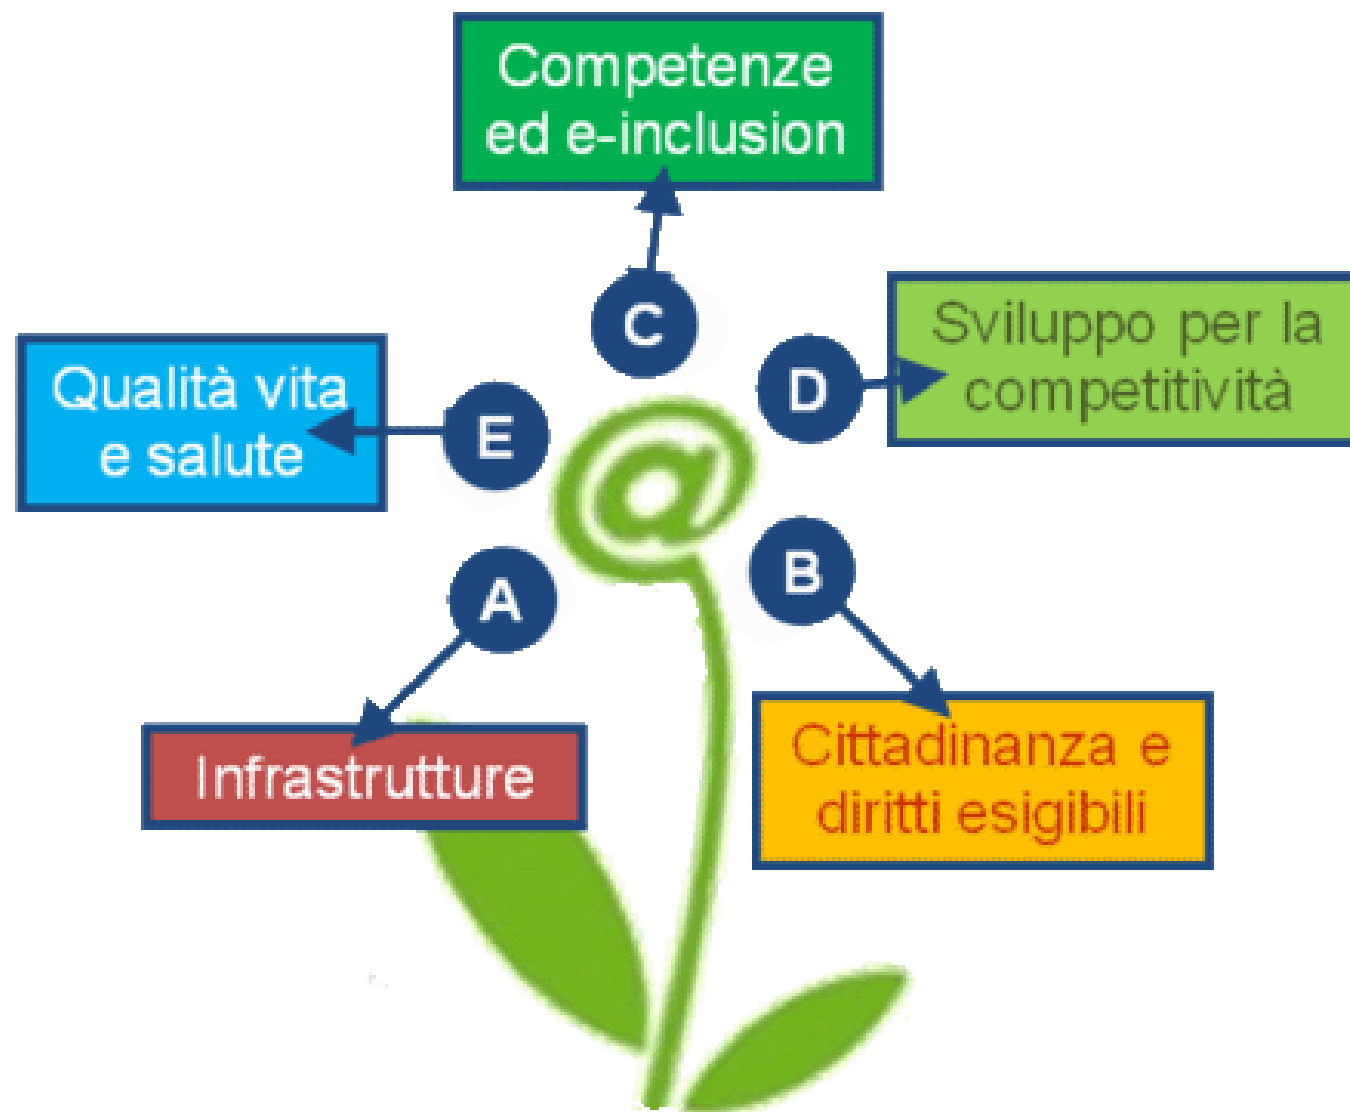 Competenze
ed e-inclusion
C
Sviluppo per la
competitività
D
Qualità vita
e salute
E
@
A
B
Infrastrutture
Cittadinanza e
diritti esigibili